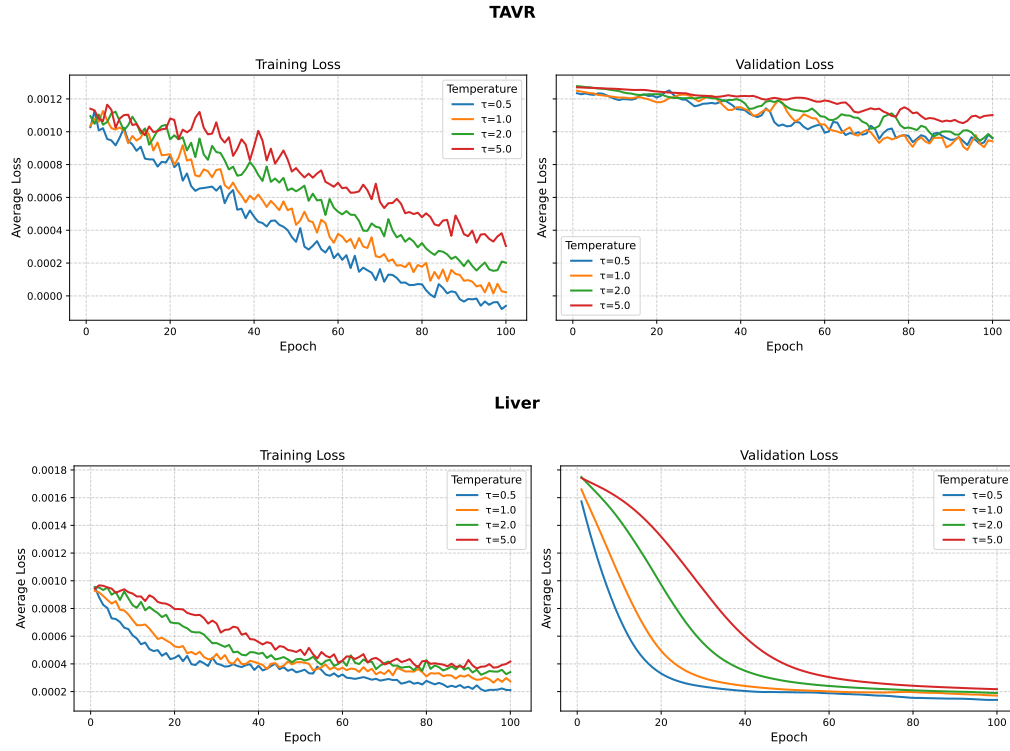 TAVR
Training Loss
Average Loss
0.0012
0.0010
0.0008
0.0006
0.0004
0.0002
0.0000
Temperature
τ=0.5
τ=1.0
τ=2.0
τ=5.0
0 20 40 60 80 100
Epoch
Validation Loss
Average Loss
Temperature
τ=0.5
τ=1.0
τ=2.0
τ=5.0
0 20 40 60 80 100
Epoch
Liver
Training Loss
Average Loss
0.0018
0.0016
0.0014
0.0012
0.0010
0.0008
0.0006
0.0004
0.0002
Temperature
τ=0.5
τ=1.0
τ=2.0
τ=5.0
0 20 40 60 80 100
Epoch
Validation Loss
Average Loss
Temperature
τ=0.5
τ=1.0
τ=2.0
τ=5.0
0 20 40 60 80 100
Epoch